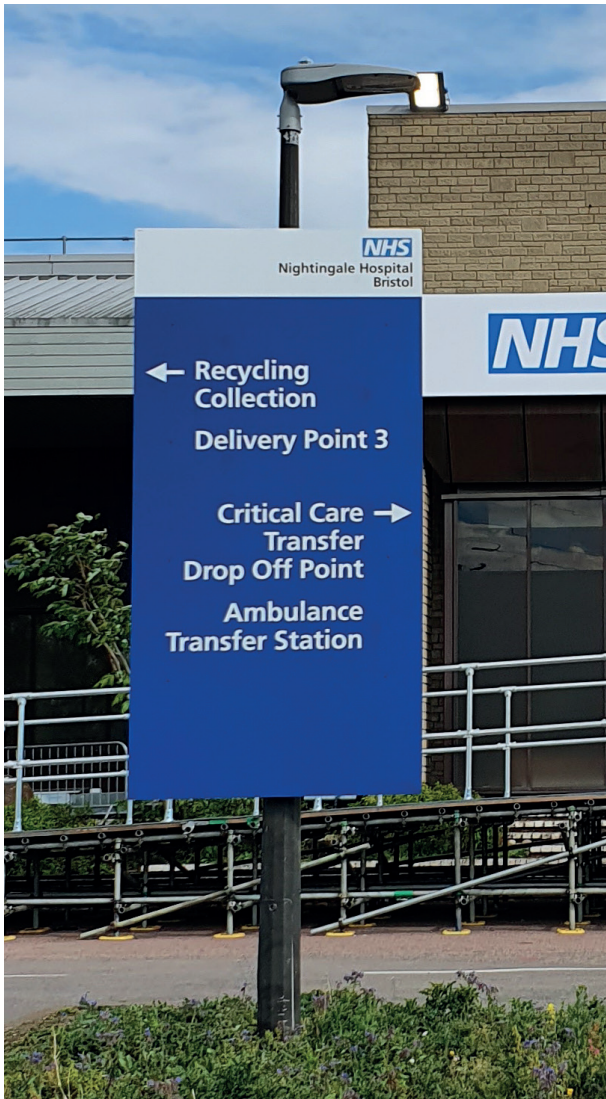 NHS
Nightingale Hospital
Bristol
NHS
← Recycling
Collection
Delivery Point 3
Critical Care →
Transfer
Drop Off Point
Ambulance
Transfer Station